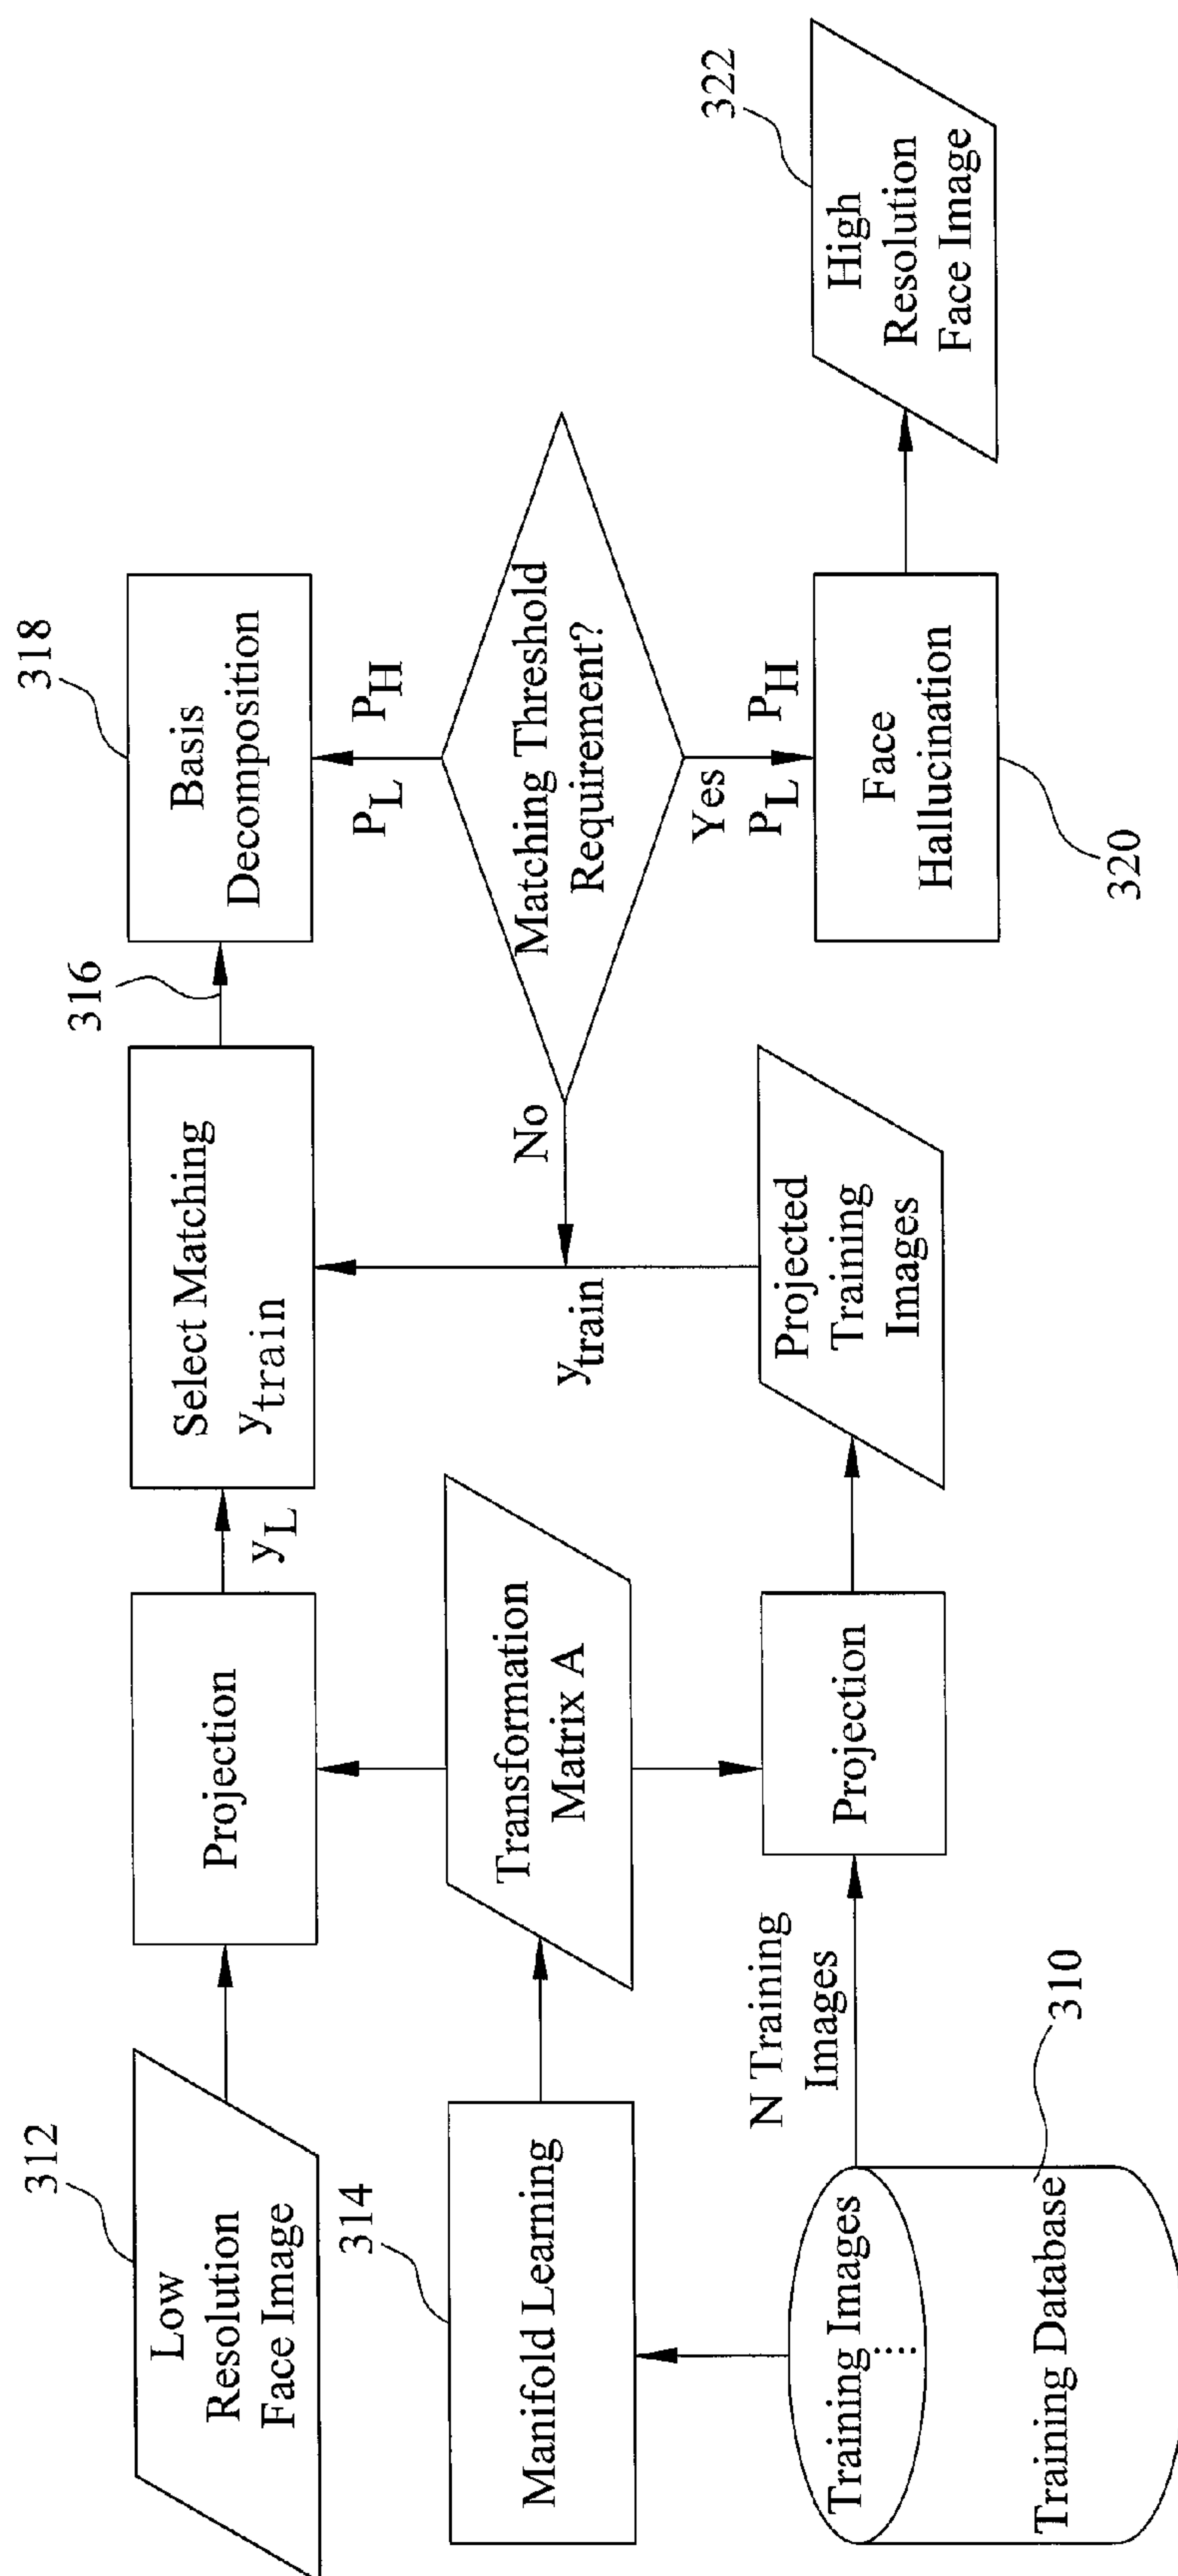 312
Low
Resolution
Face Image
Projection
y_L
Select Matching
y_train
316
318
Basis
Decomposition
314
Manifold Learning
Transformation
Matrix A
No
y_train
Matching Threshold
Requirement?
P_L
P_H
Yes
P_L
P_H
Training Images
Training Database
310
N Training
Images
Projection
Projected
Training
Images
Face
Hallucination
320
High
Resolution
Face Image
322